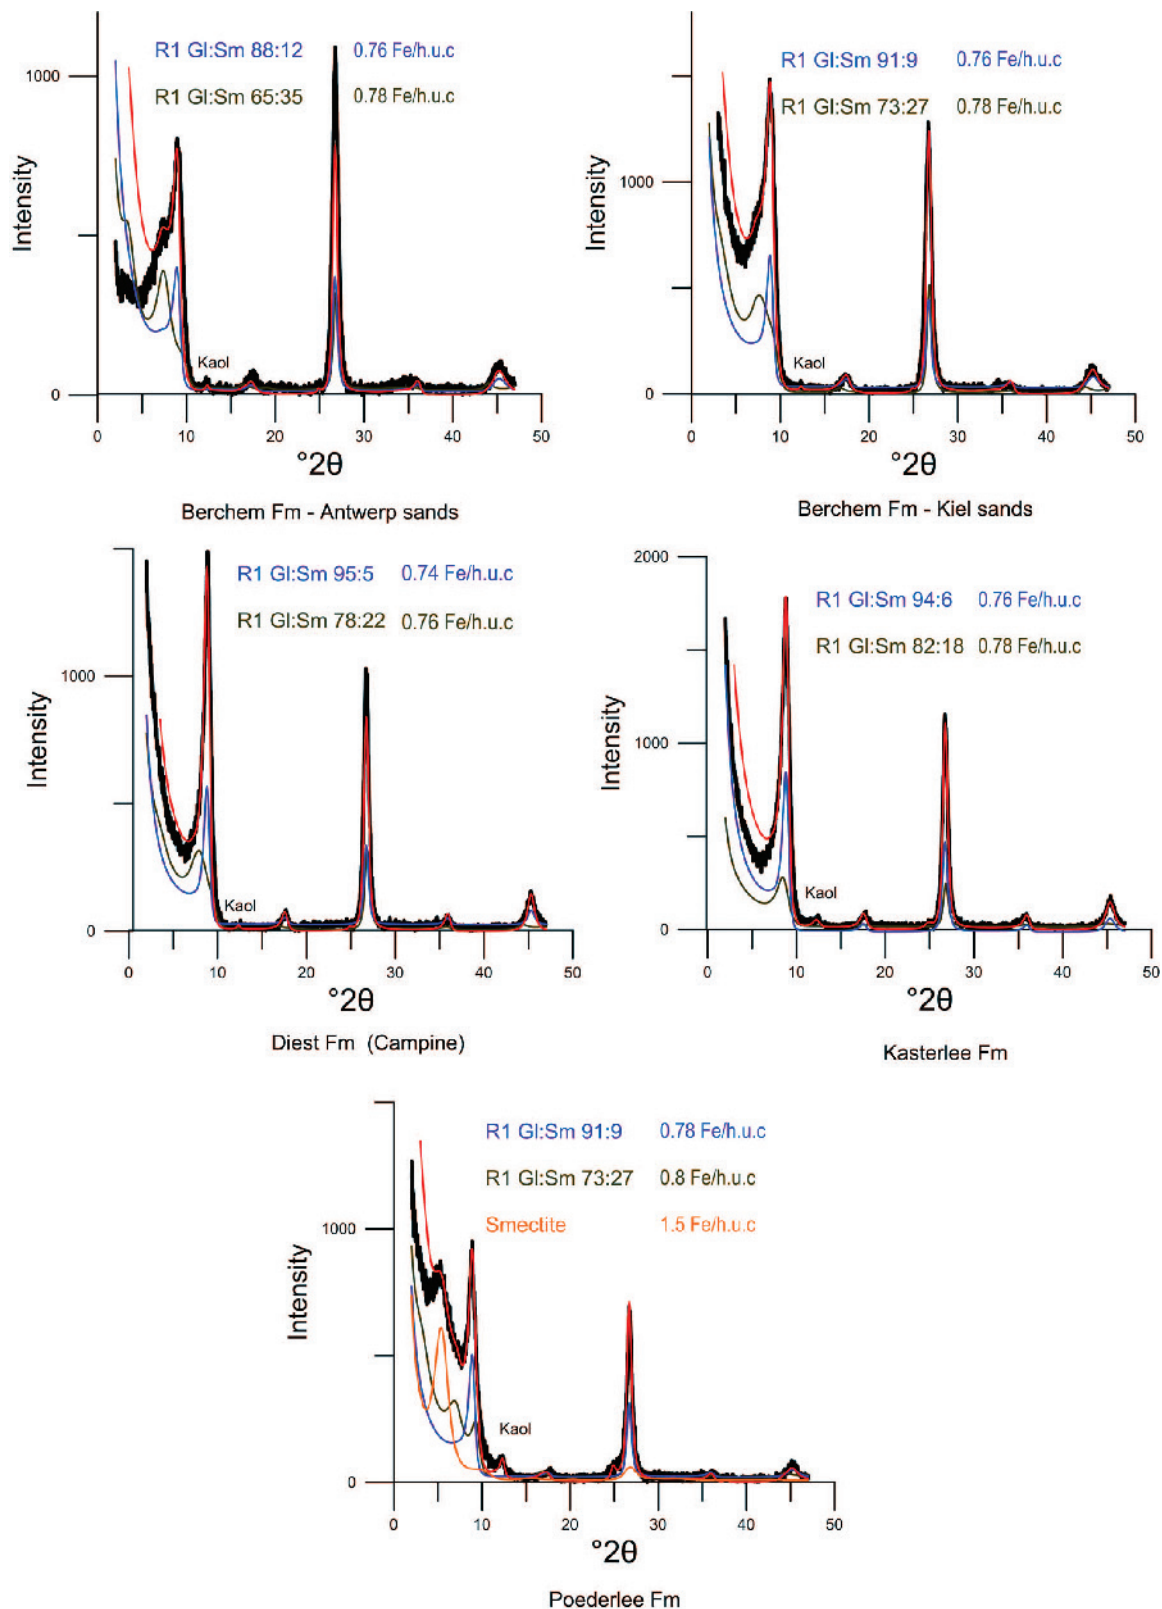 R1 Gl:Sm 88:12 0.76 Fe/h.u.c
R1 Gl:Sm 65:35 0.78 Fe/h.u.c
1000
0
Intensity
Kaol
0 10 20 30 40 50
°2θ
Berchem Fm - Antwerp sands
R1 Gl:Sm 91:9 0.76 Fe/h.u.c
R1 Gl:Sm 73:27 0.78 Fe/h.u.c
1000
0
Intensity
Kaol
0 10 20 30 40 50
°2θ
Berchem Fm - Kiel sands
R1 Gl:Sm 95:5 0.74 Fe/h.u.c
R1 Gl:Sm 78:22 0.76 Fe/h.u.c
1000
0
Intensity
Kaol
0 10 20 30 40 50
°2θ
Diest Fm (Campine)
2000
R1 Gl:Sm 94:6 0.76 Fe/h.u.c
R1 Gl:Sm 82:18 0.78 Fe/h.u.c
1000
0
Intensity
Kaol
0 10 20 30 40 50
°2θ
Kasterlee Fm
R1 Gl:Sm 91:9 0.78 Fe/h.u.c
R1 Gl:Sm 73:27 0.8 Fe/h.u.c
Smectite 1.5 Fe/h.u.c
1000
0
Intensity
Kaol
0 10 20 30 40 50
°2θ
Poederlee Fm